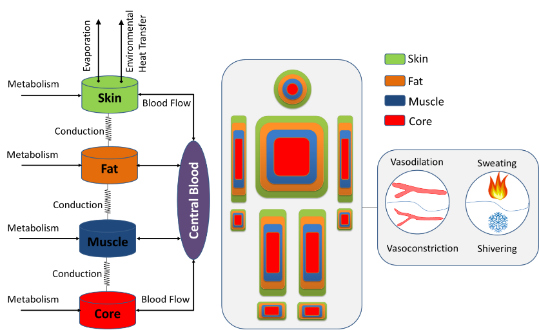 Evaporation
Environmental
Heat Transfer
Metabolism
Skin
Blood Flow
Conduction
Metabolism
Fat
Conduction
Central Blood
Metabolism
Muscle
Conduction
Metabolism
Blood Flow
Core
Skin
Fat
Muscle
Core
Vasodilation
Sweating
Vasoconstriction
Shivering